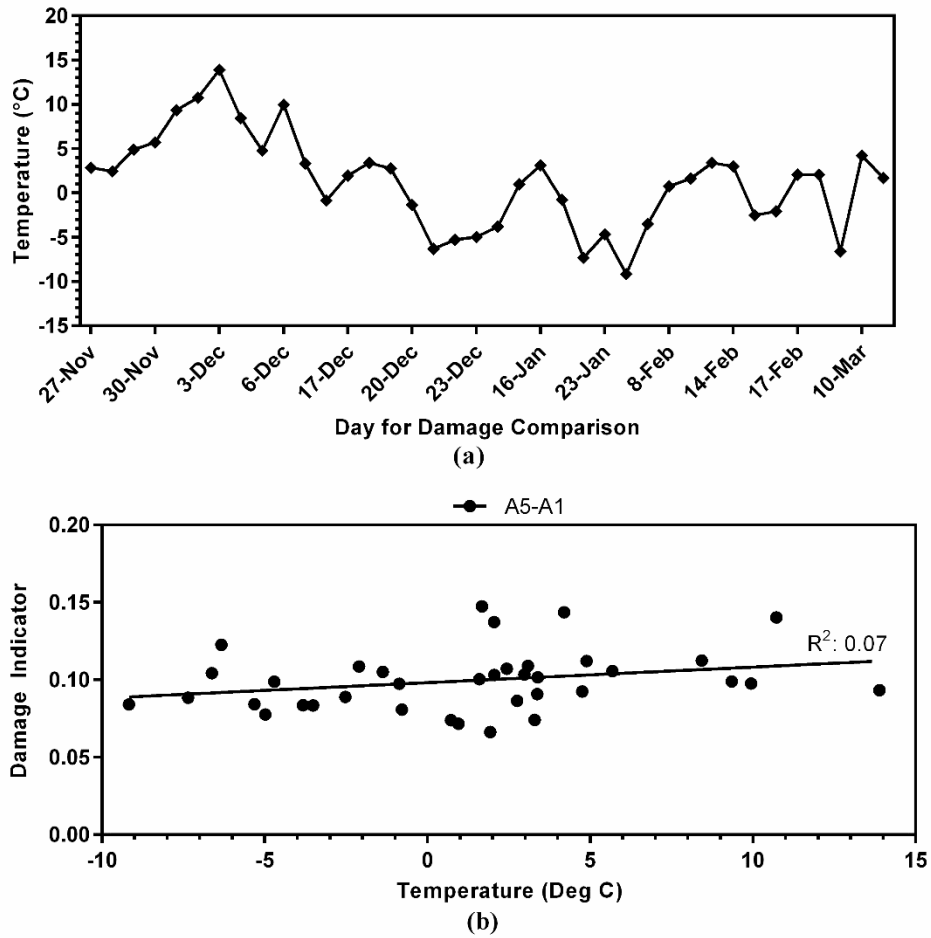 20
15
10
5
0
-5
-10
-15
Temperature (°C)
27-Nov
30-Nov
3-Dec
6-Dec
17-Dec
20-Dec
23-Dec
16-Jan
23-Jan
8-Feb
14-Feb
17-Feb
10-Mar
Day for Damage Comparison
(a)
A5-A1
0.20
0.15
0.10
0.05
0.00
Damage Indicator
R²: 0.07
-10
-5
0
5
10
15
Temperature (Deg C)
(b)